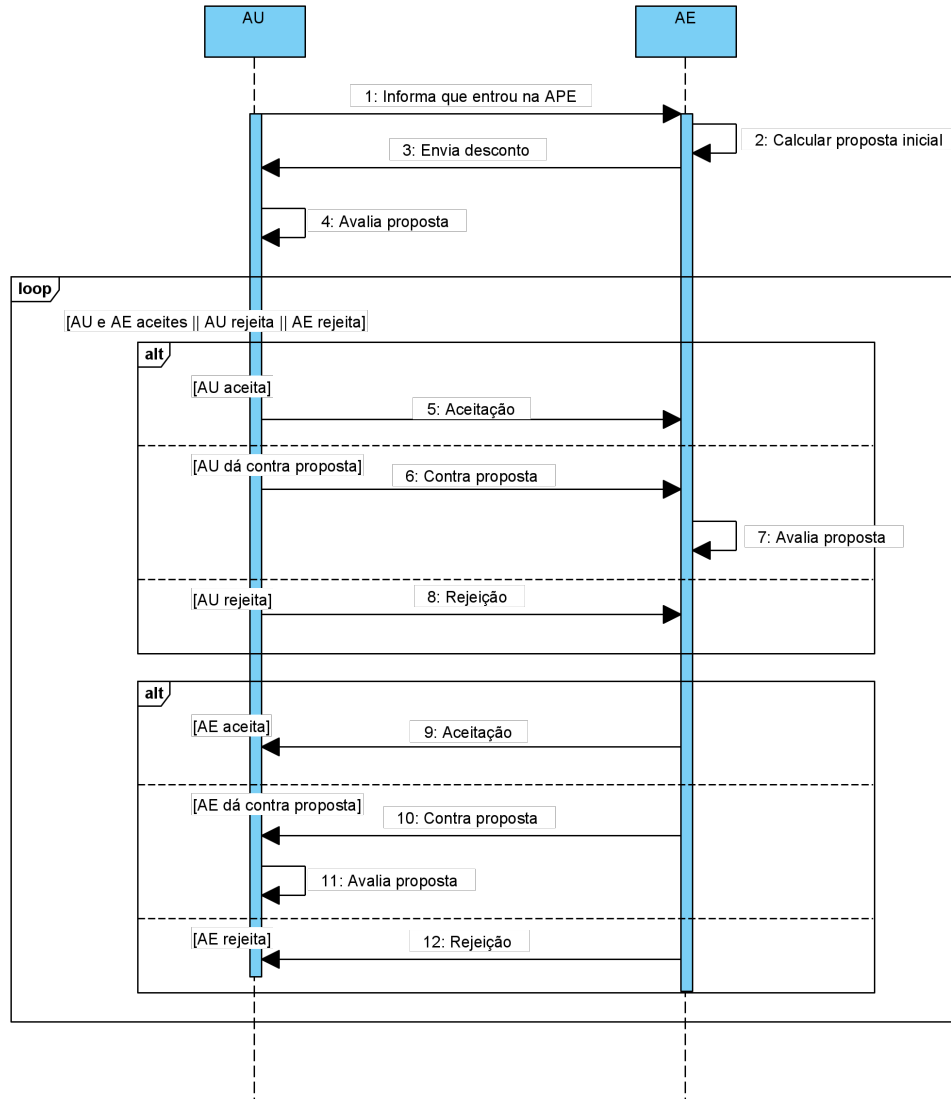 AU
AE
1: Informa que entrou na APE
2: Calcular proposta inicial
3: Envia desconto
4: Avalia proposta
loop
[AU e AE aceites || AU rejeita || AE rejeita]
alt
[AU aceita]
5: Aceitação
[AU dá contra proposta]
6: Contra proposta
7: Avalia proposta
[AU rejeita]
8: Rejeição
alt
[AE aceita]
9: Aceitação
[AE dá contra proposta]
10: Contra proposta
11: Avalia proposta
[AE rejeita]
12: Rejeição